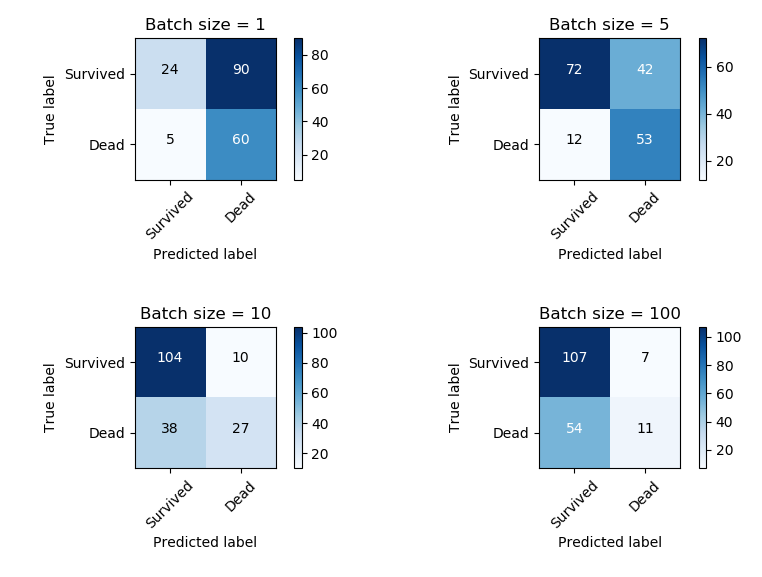 Batch size = 1
True label
Survived
Dead
24 90
5 60
Survived Dead
Predicted label
80
60
40
20
Batch size = 5
True label
Survived
Dead
72 42
12 53
Survived Dead
Predicted label
60
40
20
Batch size = 10
True label
Survived
Dead
104 10
38 27
Survived Dead
Predicted label
100
80
60
40
20
Batch size = 100
True label
Survived
Dead
107 7
54 11
Survived Dead
Predicted label
100
80
60
40
20